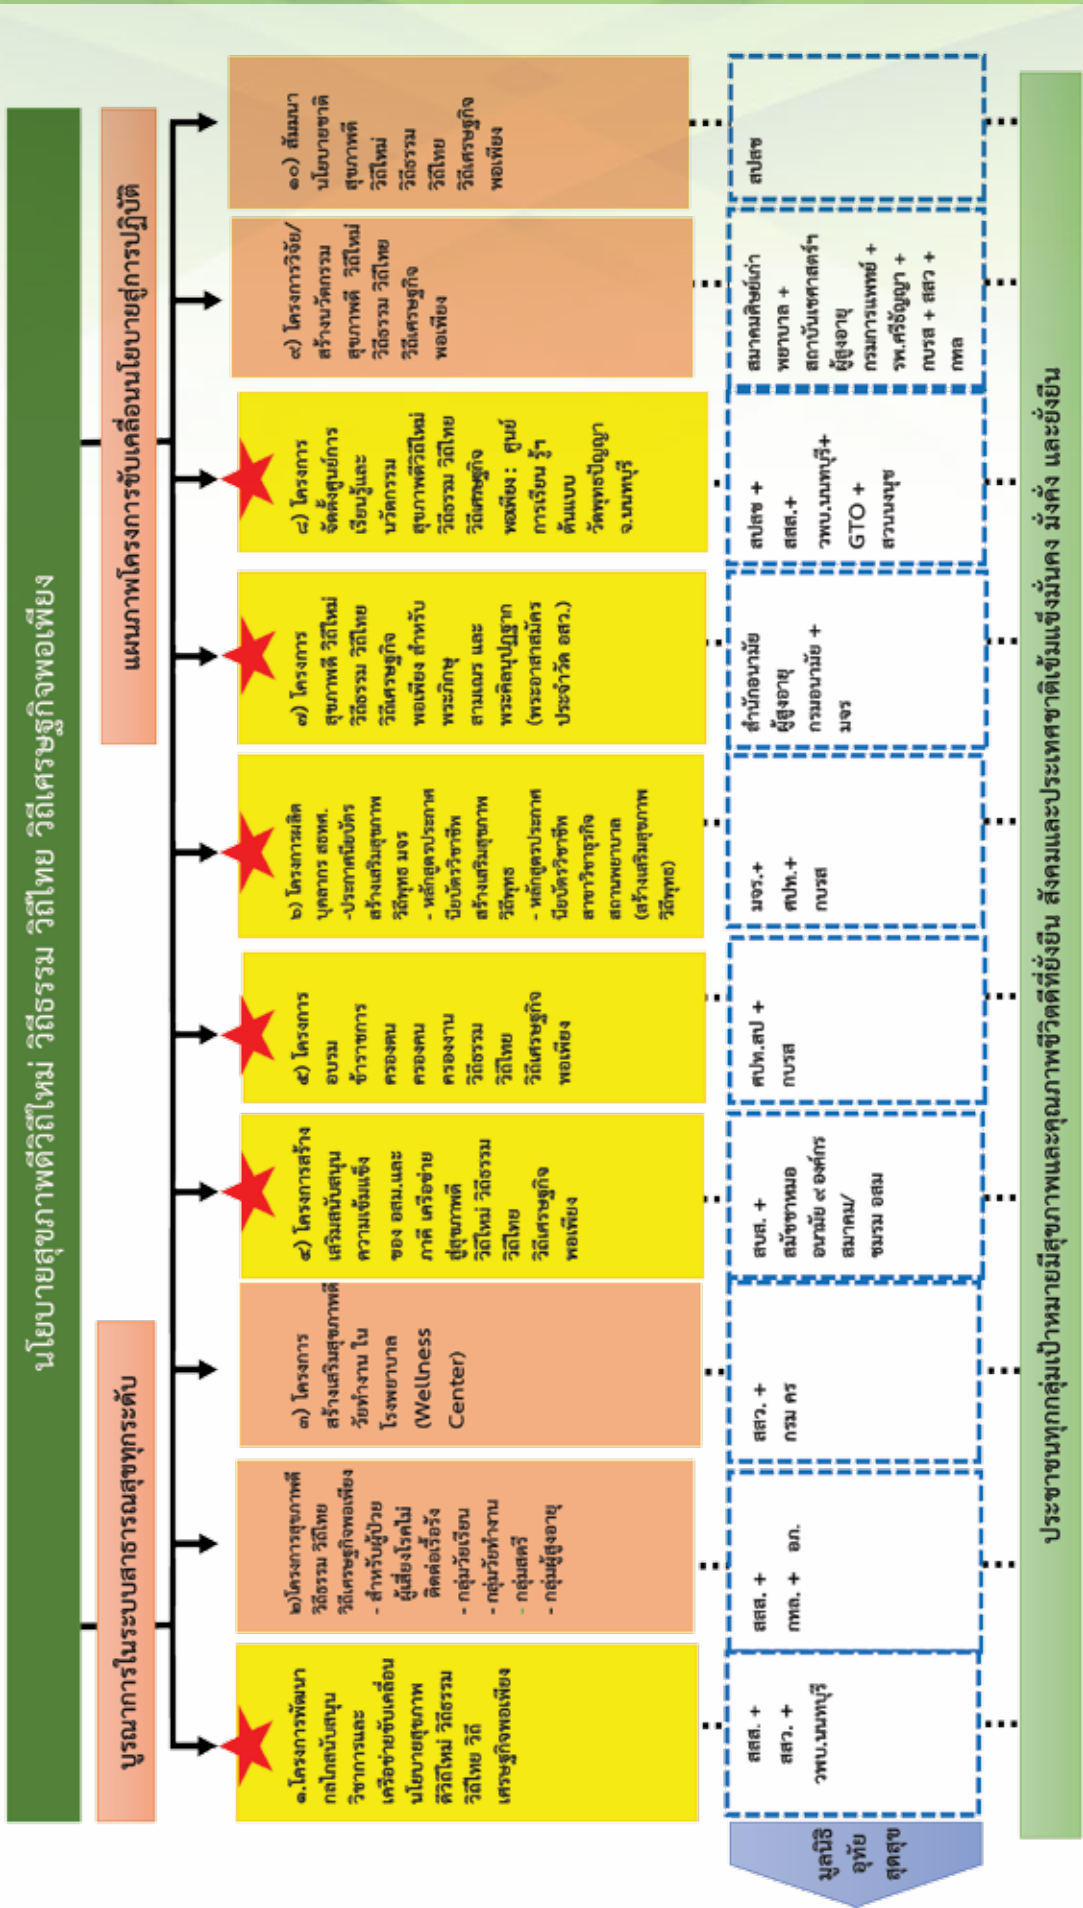 นโยบายสุขภาพดีวิถีใหม่ วิถีธรรม วิถีไทย วิถีเศรษฐกิจพอเพียง
บูรณาการในระบบสาธารณสุขทุกระดับ
แผนภาพโครงการขับเคลื่อนนโยบายสู่การปฏิบัติ
๑.โครงการพัฒนา
กลไกสนับสนุน
วิชาการและ
เครือข่ายขับเคลื่อน
นโยบายสุขภาพ
ดีวิถีใหม่ วิถีธรรม
วิถีไทย วิถี
เศรษฐกิจพอเพียง
๒)โครงการสุขภาพดี
วิถีธรรม วิถีไทย
วิถีเศรษฐกิจพอเพียง
- สำหรับผู้ป่วย
ผู้เสี่ยงโรคไม่
ติดต่อเรื้อรัง
- กลุ่มวัยเรียน
- กลุ่มวัยทำงาน
- กลุ่มสตรี
- กลุ่มผู้สูงอายุ
๓) โครงการ
สร้างเสริมสุขภาพดี
วัยทำงาน ใน
โรงพยาบาล
(Wellness
Center)
๔) โครงการสร้าง
เสริมสนับสนุน
ความเข้มแข็ง
ของ อสม.และ
ภาคี เครือข่าย
สู่สุขภาพดี
วิถีใหม่ วิถีธรรม
วิถีไทย
วิถีเศรษฐกิจ
พอเพียง
๕) โครงการ
อบรม
ข้าราชการ
ครองตน
ครองคน
ครองงาน
วิถีธรรม
วิถีไทย
วิถีเศรษฐกิจ
พอเพียง
๖) โครงการผลิต
บุคลากร สธทศ.
-ประกาศนียบัตร
สร้างเสริมสุขภาพ
วิถีพุทธ มจร
- หลักสูตรประกาศ
นียบัตรวิชาชีพ
สร้างเสริมสุขภาพ
วิถีพุทธ
- หลักสูตรประกาศ
นียบัตรวิชาชีพ
สาขาวิชาธุรกิจ
สถานพยาบาล
(สร้างเสริมสุขภาพ
วิถีพุทธ)
๗) โครงการ
สุขภาพดี วิถีใหม่
วิถีธรรม วิถีไทย
วิถีเศรษฐกิจ
พอเพียง สำหรับ
พระภิกษุ
สามเณร และ
พระคิลานุปัฏฐาก
(พระอาสาสมัคร
ประจำวัด อสว.)
๘) โครงการ
จัดตั้งศูนย์การ
เรียนรู้และ
นวัตกรรม
สุขภาพดีวิถีใหม่
วิถีธรรม วิถีไทย
วิถีเศรษฐกิจ
พอเพียง : ศูนย์
การเรียน รู้ฯ
ต้นแบบ
วัดพุทธปัญญา
จ.นนทบุรี
๙) โครงการวิจัย/
สร้างนวัตกรรม
สุขภาพดี วิถีใหม่
วิถีธรรม วิถีไทย
วิถีเศรษฐกิจ
พอเพียง
๑๐) สัมมนา
นโยบายชาติ
สุขภาพดี
วิถีใหม่
วิถีธรรม
วิถีไทย
วิถีเศรษฐกิจ
พอเพียง
มูลนิธิ
อุทัย
สุดสุข
สสส. +
สสว. +
วพบ.นนทบุรี
สสส. +
กทล. + อภ.
สสว. +
กรม คร
สบส. +
สมัชชาหมอ
อนามัย ๙ องค์กร
สมาคม/
ชมรม อสม
ศปท.สป +
กบรส
มจร.+
ศปท.+
กบรส
สำนักอนามัย
ผู้สูงอายุ
กรมอนามัย +
มจร
สปสช +
สสส.+
วพบ.นนทบุรี+
GTO +
สวนนงนุช
สมาคมศิษย์เก่า
พยาบาล +
สถาบันเวชศาสตร์ฯ
ผู้สูงอายุ
กรมการแพทย์ +
รพ.ศรีธัญญา +
กบรส + สสว +
กทล
สปสช
ประชาชนทุกกลุ่มเป้าหมายมีสุขภาพและคุณภาพชีวิตดีที่ยั่งยืน สังคมและประเทศชาติเข้มแข็งมั่นคง มั่งคั่ง และยั่งยืน